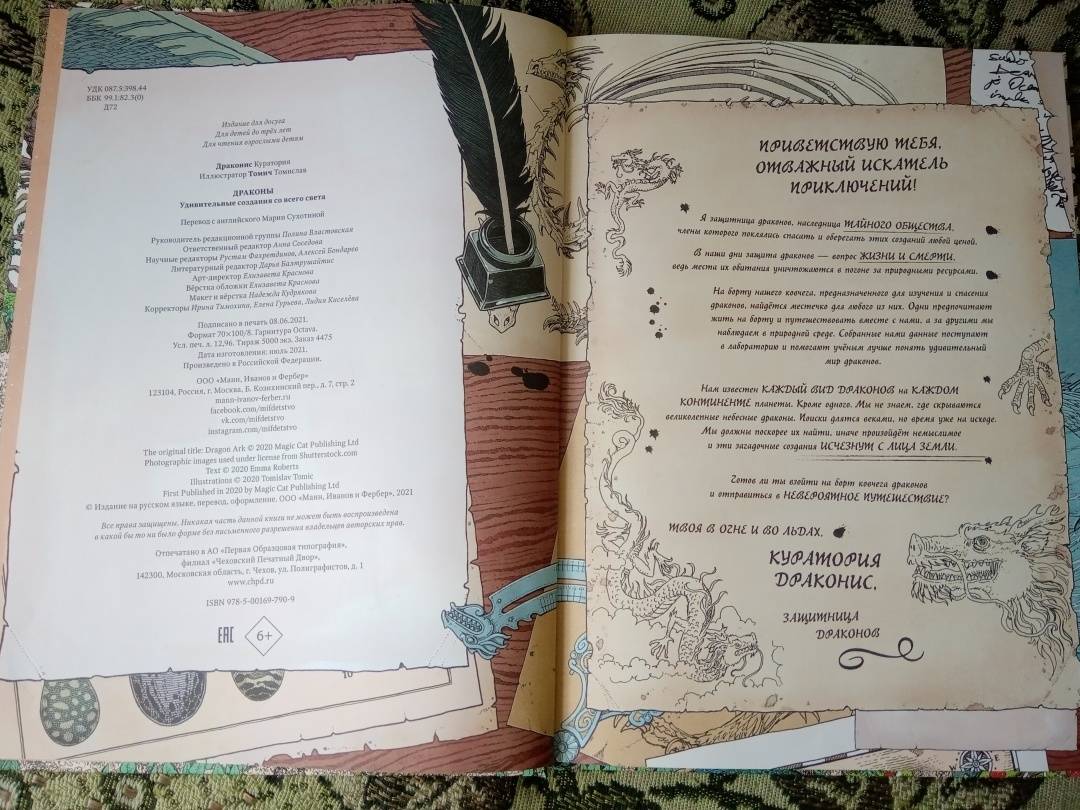 УДК 087.5:398.44
ББК 99.1:82.3(0)
Д72
Издание для досуга
Для детей до трёх лет
Для чтения взрослыми детям
Драконис Куратория
Иллюстратор Томич Томислав
ДРАКОНЫ
Удивительные создания со всего света
Перевод с английского Марии Сухотиной
Руководитель редакционной группы Полина Властовская
Ответственный редактор Анна Соседова
Научные редакторы Рустам Фахретдинов, Алексей Бондарев
Литературный редактор Дарья Балтрушайтис
Арт-директор Елизавета Краснова
Вёрстка обложки Елизавета Краснова
Макет и вёрстка Надежда Кудрякова
Корректоры Ирина Тимохина, Елена Гурьева, Лидия Киселёва
Подписано в печать 08.06.2021.
Формат 70×100/8. Гарнитура Octava.
Усл. печ. л. 12,96. Тираж 5000 экз. Заказ 4475
Дата изготовления: июль 2021.
Произведено в Российской Федерации.
ООО «Манн, Иванов и Фербер»
123104, Россия, г. Москва, Б. Козихинский пер., д. 7, стр. 2
mann-ivanov-ferber.ru
facebook.com/mifdetstvo
vk.com/mifdetstvo
instagram.com/mifdetstvo
The original title: Dragon Ark © 2020 Magic Cat Publishing Ltd
Photographic images used under license from Shutterstock.com
Text © 2020 Emma Roberts
Illustrations © 2020 Tomislav Tomic
First Published in 2020 by Magic Cat Publishing Ltd
© Издание на русском языке, перевод, оформление. ООО «Манн, Иванов и Фербер», 2021
Все права защищены. Никакая часть данной книги не может быть воспроизведена
в какой бы то ни было форме без письменного разрешения владельцев авторских прав.
Отпечатано в АО «Первая Образцовая типография»,
филиал «Чеховский Печатный Двор»,
142300, Московская область, г. Чехов, ул. Полиграфистов, д. 1
www.chpd.ru
ISBN 978-5-00169-790-9
ЕАС 6+
10
1
ПРИВЕТСТВУЮ ТЕБЯ,
ОТВАЖНЫЙ ИСКАТЕЛЬ
ПРИКЛЮЧЕНИЙ!
Я защитница драконов, наследница ТАЙНОГО ОБЩЕСТВА,
члены которого поклялись спасать и оберегать этих созданий любой ценой.
В наши дни защита драконов — вопрос ЖИЗНИ И СМЕРТИ,
ведь места их обитания уничтожаются в погоне за природными ресурсами.
На борту нашего ковчега, предназначенного для изучения и спасения
драконов, найдётся местечко для любого из них. Одни предпочитают
жить на борту и путешествовать вместе с нами, а за другими мы
наблюдаем в природной среде. Собранные нами данные поступают
в лабораторию и помогают учёным лучше понять удивительный
мир драконов.
Нам известен КАЖДЫЙ ВИД ДРАКОНОВ на КАЖДОМ
КОНТИНЕНТЕ планеты. Кроме одного. Мы не знаем, где скрываются
великолепные небесные драконы. Поиски длятся веками, но время уже на исходе.
Мы должны поскорее их найти, иначе произойдёт немыслимое
и эти загадочные создания ИСЧЕЗНУТ С ЛИЦА ЗЕМЛИ.
Готов ли ты взойти на борт ковчега драконов
и отправиться в НЕВЕРОЯТНОЕ ПУТЕШЕСТВИЕ?
ТВОЯ В ОГНЕ И ВО ЛЬДАХ,
КУРАТОРИЯ
ДРАКОНИС,
ЗАЩИТНИЦА
ДРАКОНОВ